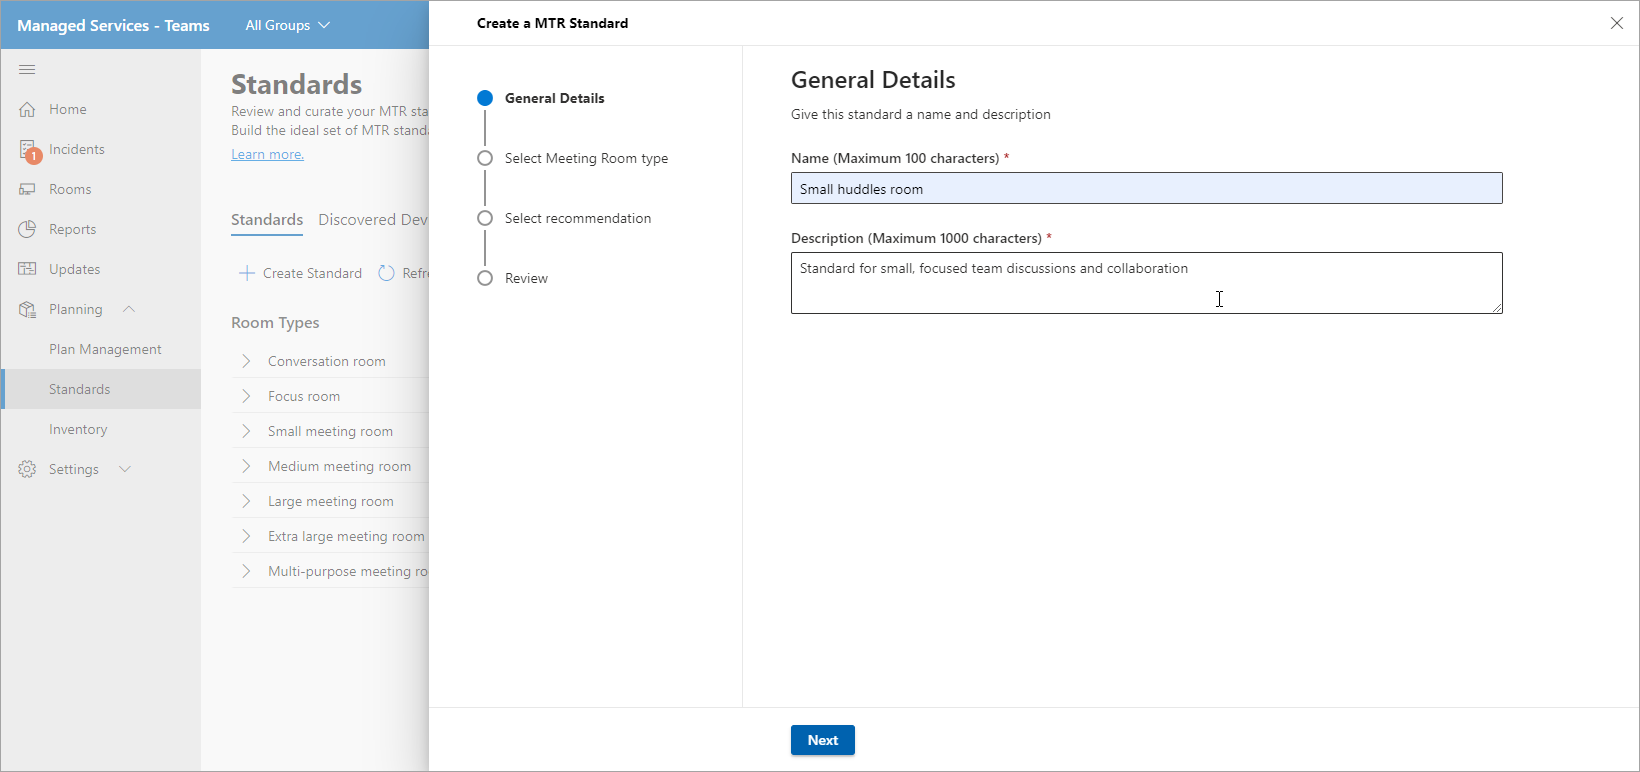 Managed Services - Teams
All Groups
Home
1
Incidents
Rooms
Reports
Updates
Planning
Plan Management
Standards
Inventory
Settings
Standards
Review and curate your MTR sta
Build the ideal set of MTR stand
Learn more.
Standards
Discovered Dev
Create Standard
Refr
Room Types
Conversation room
Focus room
Small meeting room
Medium meeting room
Large meeting room
Extra large meeting room
Multi-purpose meeting ro
Create a MTR Standard
General Details
Select Meeting Room type
Select recommendation
Review
General Details
Give this standard a name and description
Name (Maximum 100 characters) *
Small huddles room
Description (Maximum 1000 characters) *
Standard for small, focused team discussions and collaboration
Next